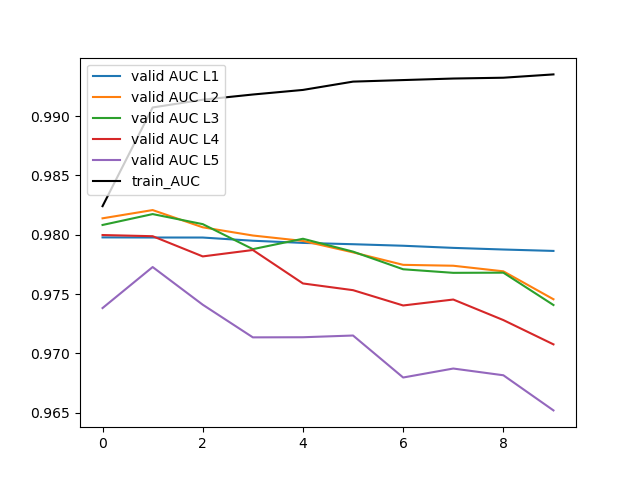 valid AUC L1
valid AUC L2
valid AUC L3
valid AUC L4
valid AUC L5
train_AUC
0.990
0.985
0.980
0.975
0.970
0.965
0 2 4 6 8